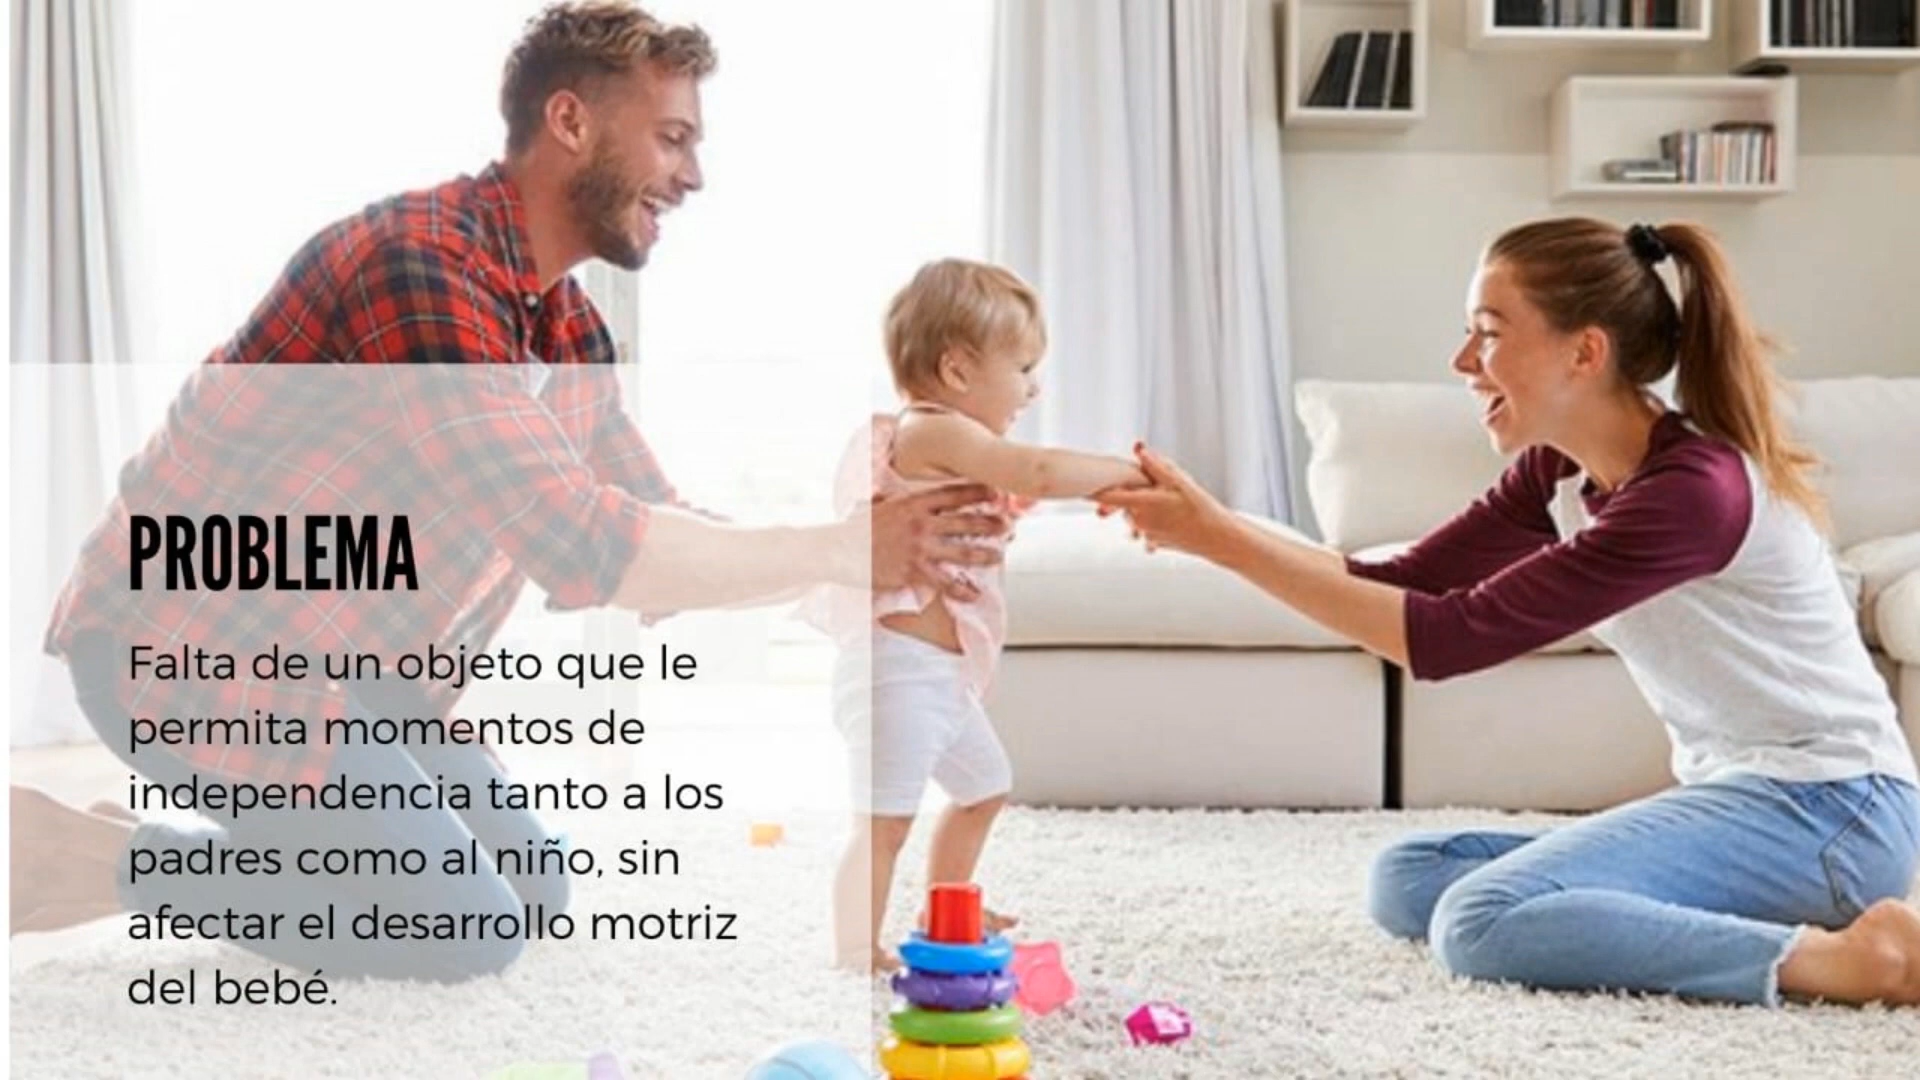 PROBLEMA
Falta de un objeto que le
permita momentos de
independencia tanto a los
padres como al niño, sin
afectar el desarrollo motriz
del bebé.